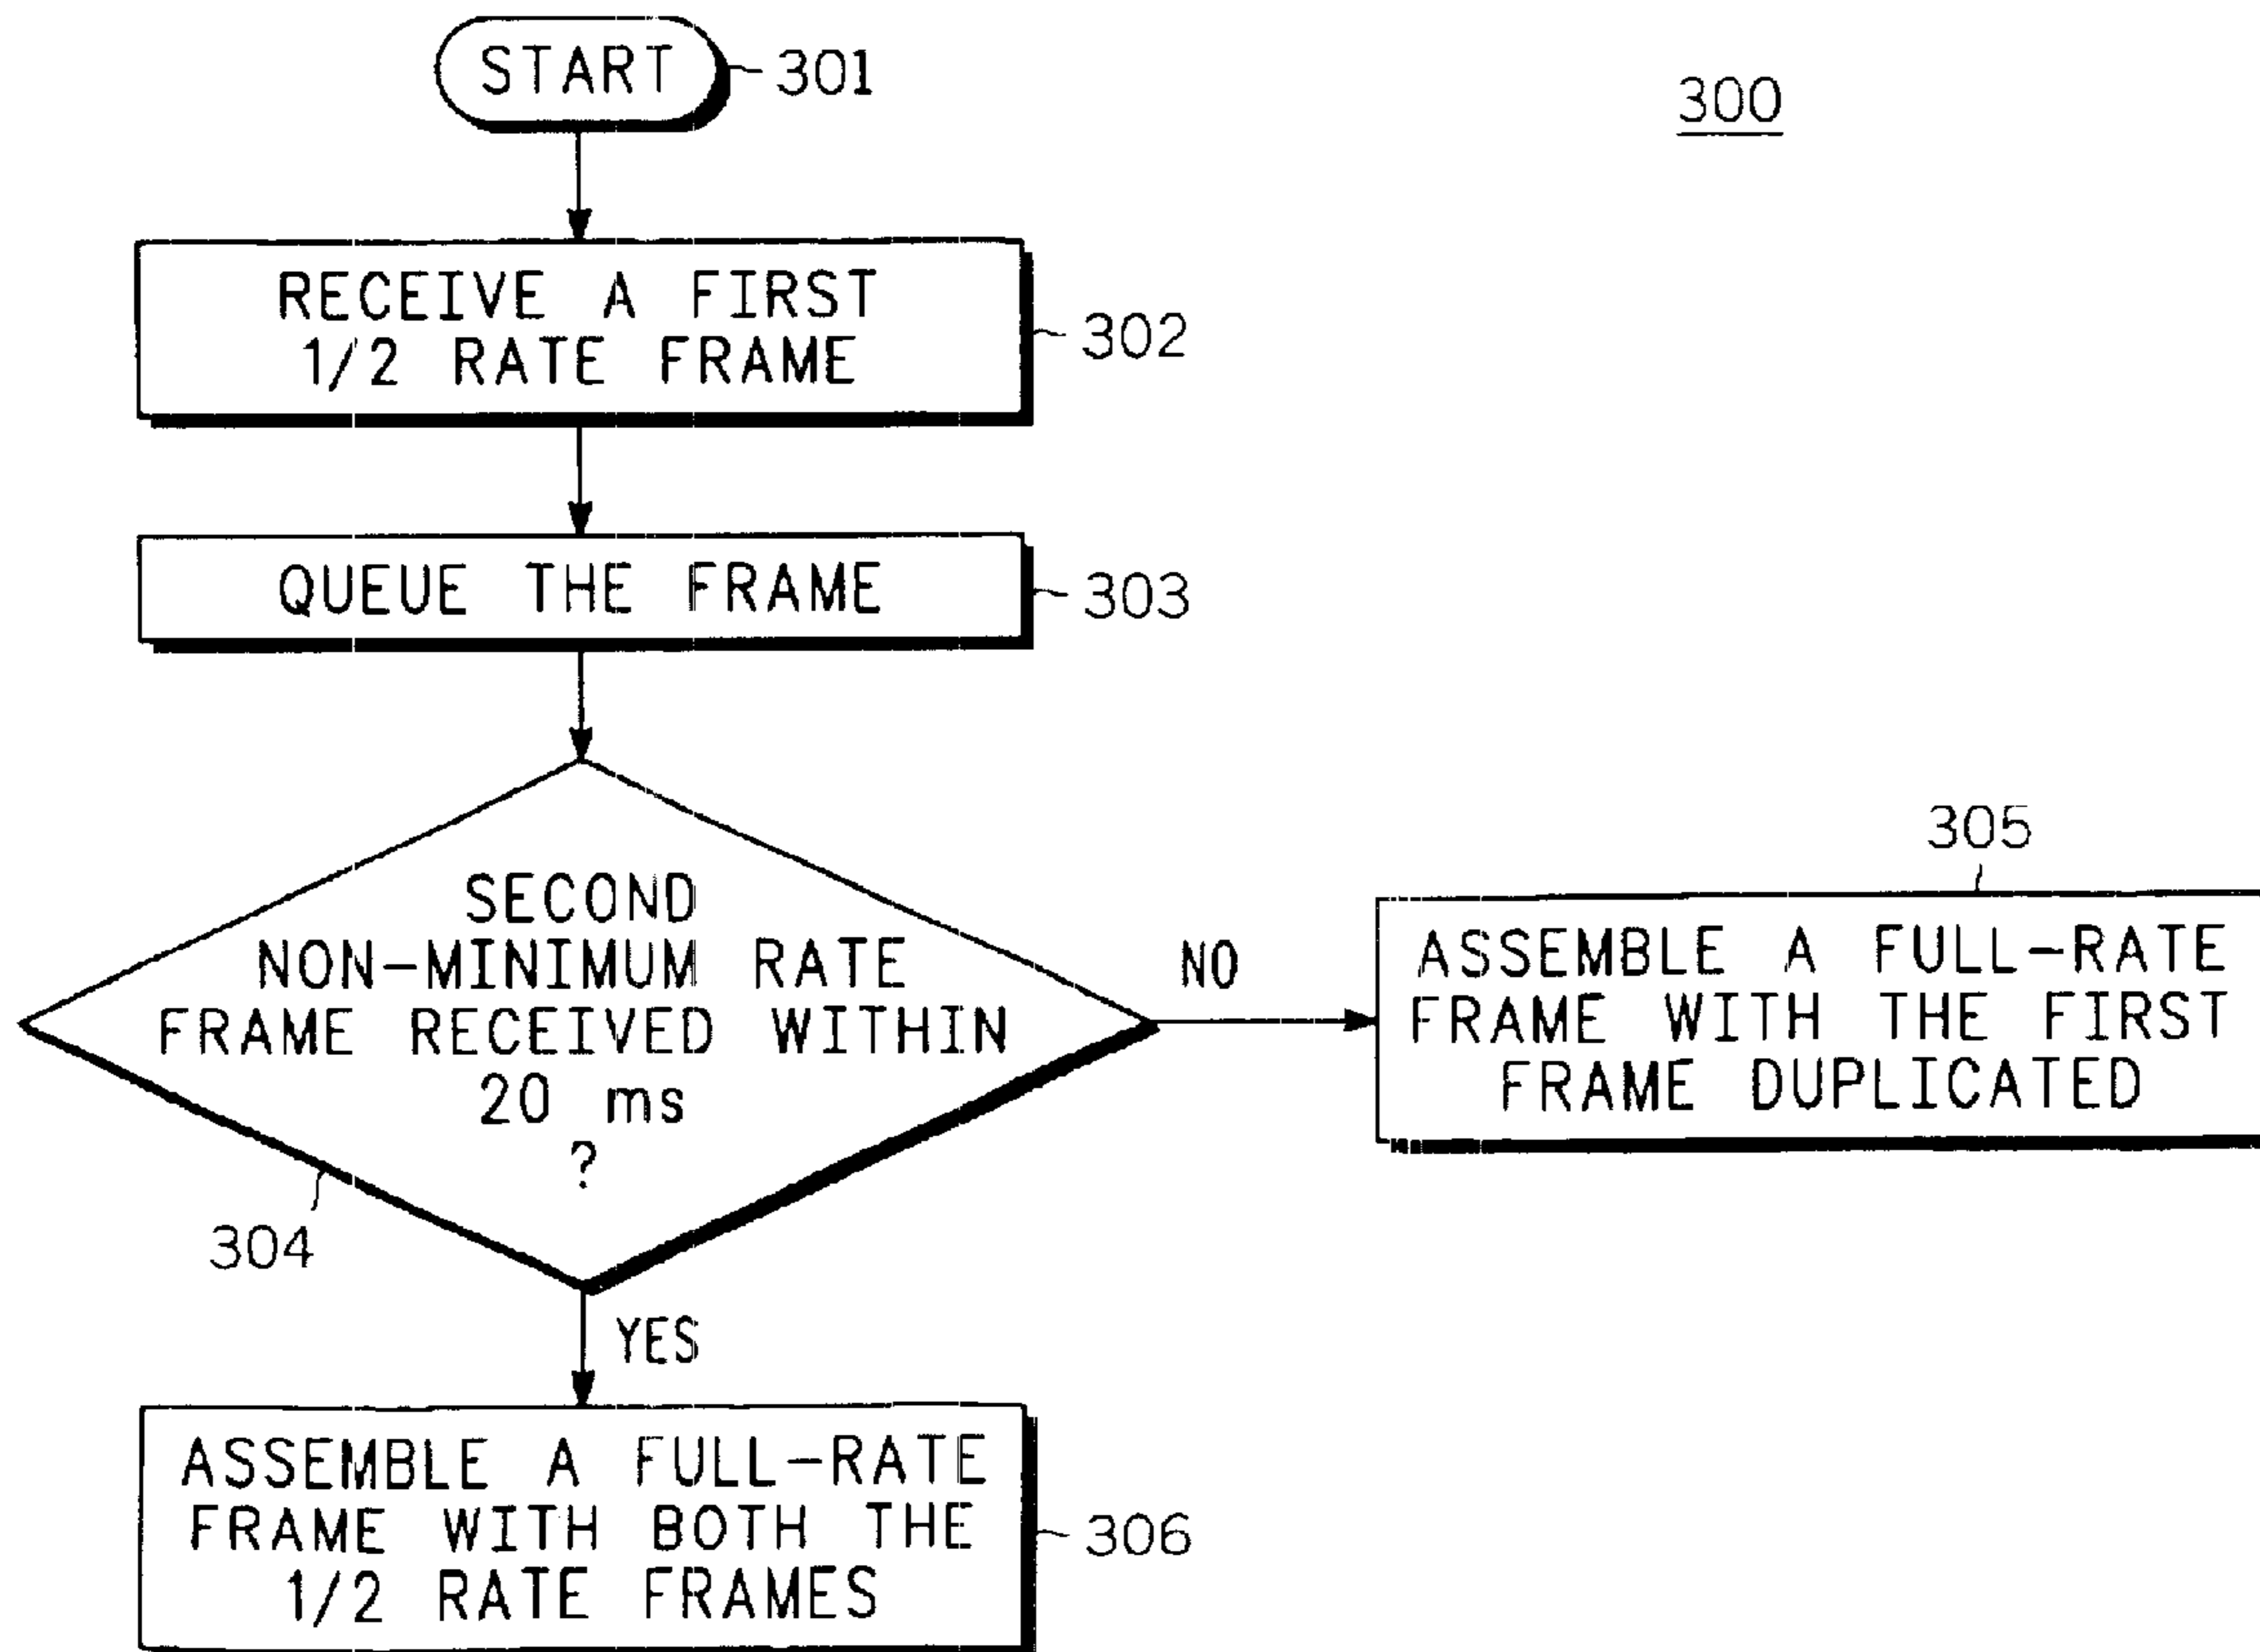 START
301
300
RECEIVE A FIRST
1/2 RATE FRAME
302
QUEUE THE FRAME
303
SECOND
NON-MINIMUM RATE
FRAME RECEIVED WITHIN
20 ms
?
304
NO
305
ASSEMBLE A FULL-RATE
FRAME WITH THE FIRST
FRAME DUPLICATED
YES
ASSEMBLE A FULL-RATE
FRAME WITH BOTH THE
1/2 RATE FRAMES
306